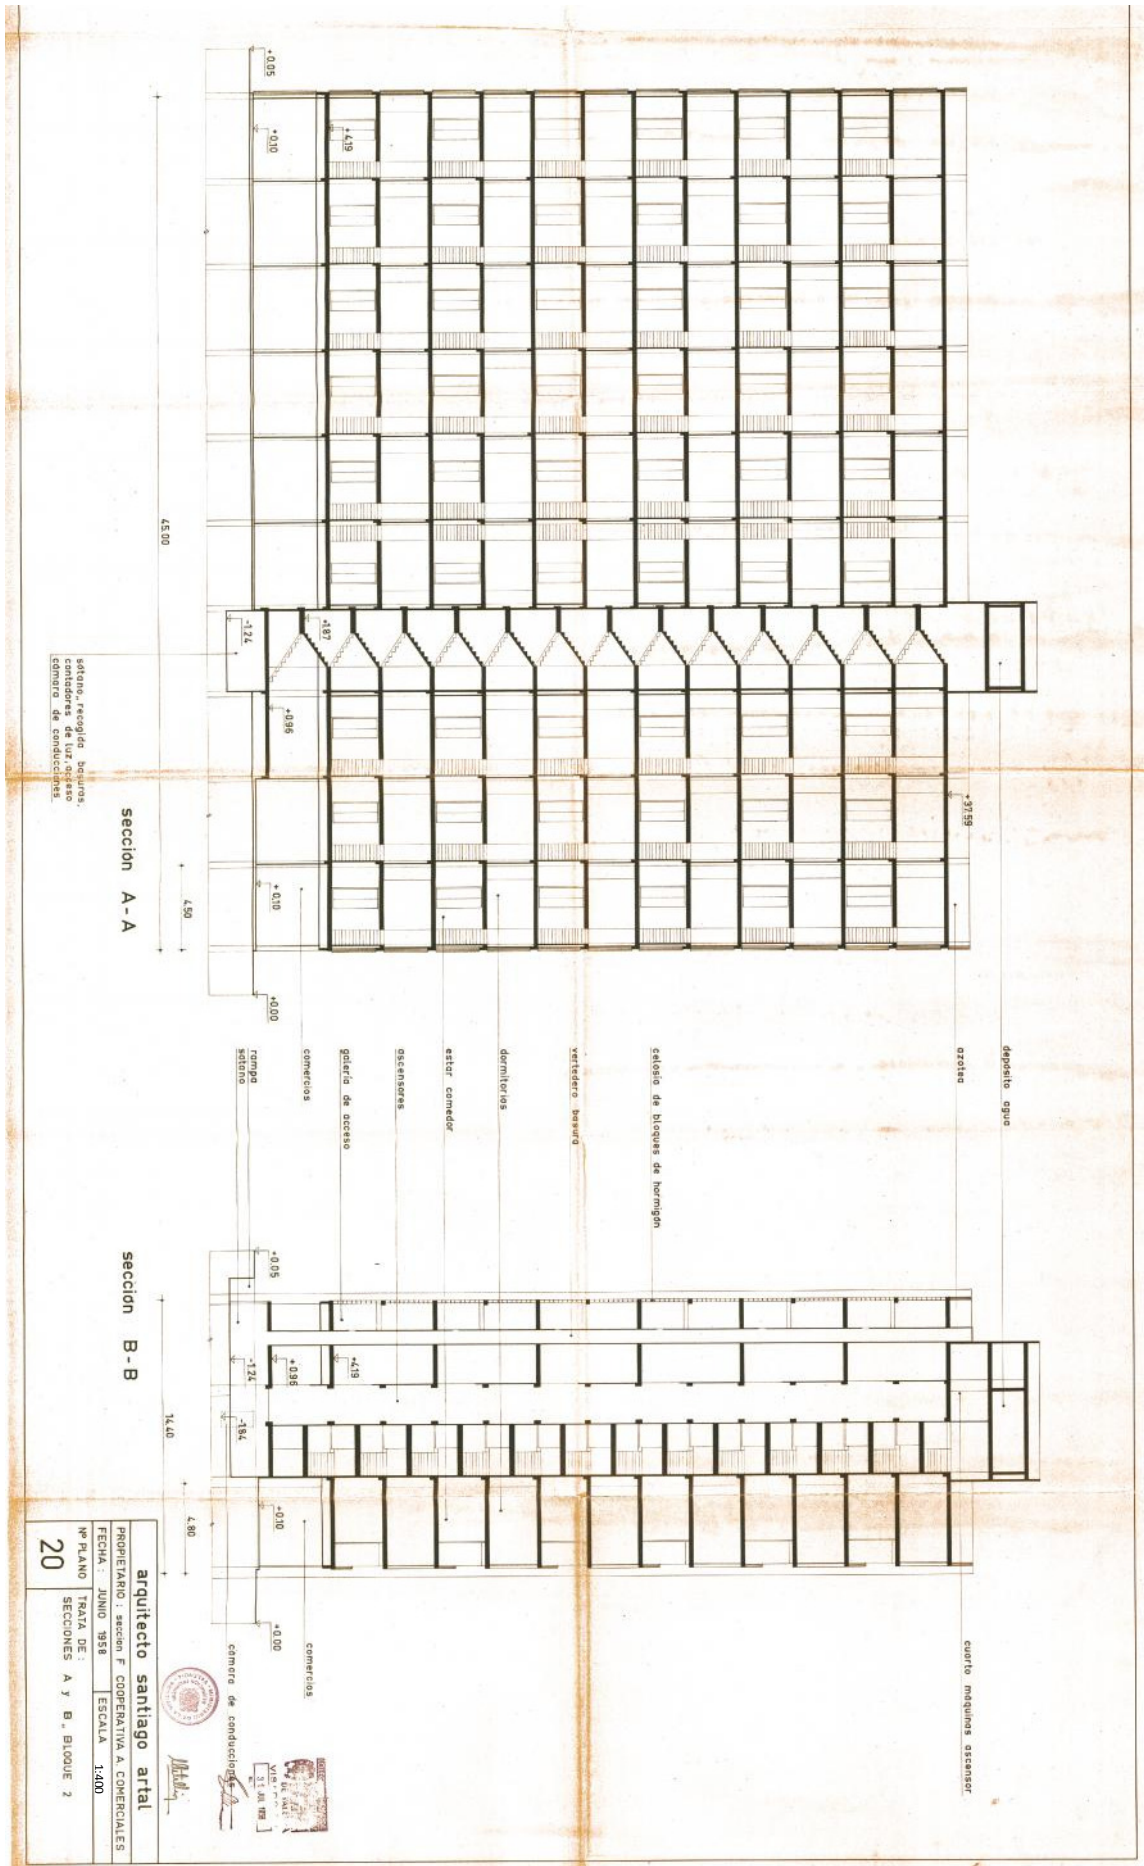 +0.05
+0.10
+4.19
45.00
-1.24
+1.87
+0.96
sótano, recogida basuras,
contadores de luz, acceso
cámara de conducciones
+37.59
sección A-A
4.50
+0.10
+0.00
depósito agua
azotea
celosia de bloques de hormigón
vertedero basura
dormitorios
estar comedor
ascensores
galería de acceso
comercios
rampa
sótano
sección B-B
+0.05
+4.19
+0.96
-1.24
-1.84
14.40
4.80
+0.10
+0.00
cuarto maquinas ascensor
comercios
cámara de conducciones
31 JUL 1958
arquitecto santiago artal
PROPIETARIO : sección F COOPERATIVA A. COMERCIALES
FECHA : JUNIO 1958
ESCALA 1:400
Nº PLANO
20
TRATA DE :
SECCIONES A y B . BLOQUE 2